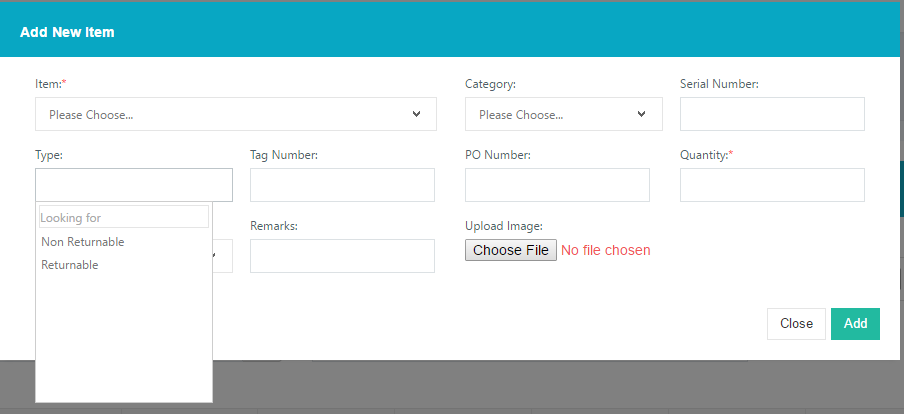 Add New Item
Item:* Category: Serial Number:
Please Choose... Please Choose...
Type: Tag Number: PO Number: Quantity:*
Looking for
Non Returnable
Returnable
Remarks: Upload Image:
Choose File No file chosen
Close Add